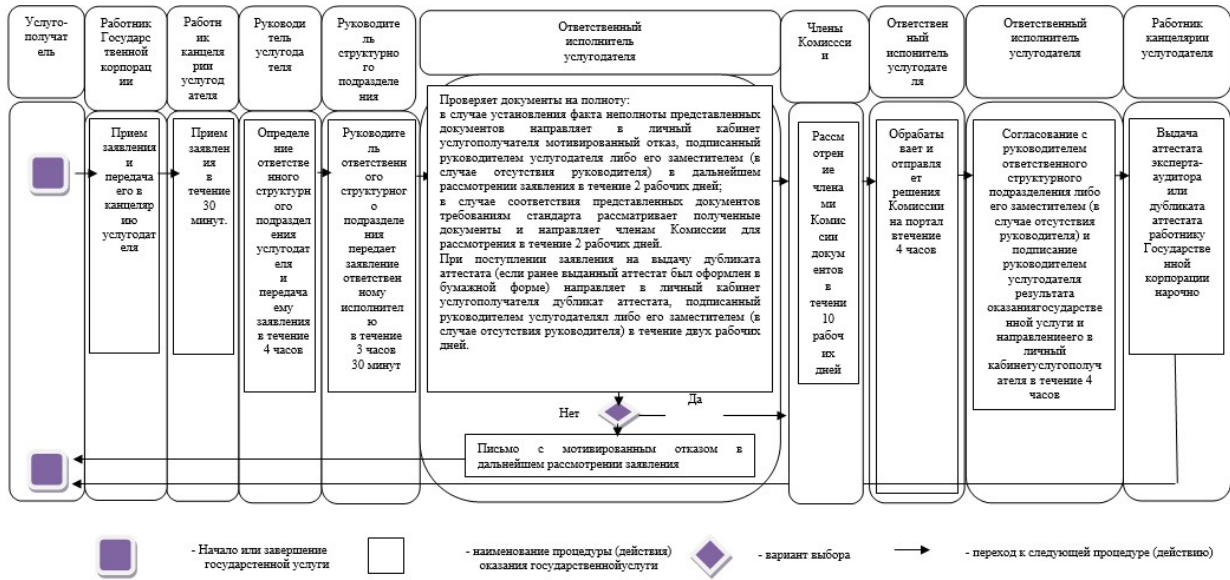 Услуго-
получат
ель
Работник
Государст
венной
корпорац
ии
Работн
ик
канцеля
рии
услугод
ателя
Руководи
тель
услугода
теля
Руководите
ль
структурно
го
подразделе
ния
Ответственный
исполнитель
услугодателя
Члены
Комисссi
и
Ответствен
ный
испонитель
услугодате
ля
Ответственный
исполнитель
услугодателя
Работник
канцелярии
услугодателя
Прием
заявления
и
передача
его в
канцеляр
ию
услугодат
еля
Прием
заявлен
ия
в
течение
30
минут.
Определе
ние
ответстве
нного
структурн
ого
подраздел
ения
услугодат
еля
и
передача
ему
заявления
в течение
4 часов
Руководите
ль
ответственн
ого
структурног
о
подразделе
ния
передает
заявление
ответственн
ому
исполнител
ю
в течение
3 часов
30 минут
Проверяет документы на полноту:
в случае установления факта неполноты представленных
документов направляет в личный кабинет
услугополучателя мотивированный отказ, подписанный
руководителем услугодателя либо его заместителем (в
случае отсутствия руководителя) в дальнейшем
рассмотрении заявления в течение 2 рабочих дней;
в случае соответствия представленных документов
требованиям стандарта рассматривает полученные
документы и направляет членам Комиссии для
рассмотрения в течение 2 рабочих дней.
При поступлении заявления на выдачу дубликата
аттестата (если ранее выданный аттестат был оформлен в
бумажной форме) направляет в личный кабинет
услугополучателя дубликат аттестата, подписанный
руководителем услугодателял либо его заместителем (в
случае отсутствия руководителя) в течение двух рабочих
дней.
Расс
мотрен
ие
члена
ми
Комис
сии
докум
ентов
в
течени
10
рабоч
их
дней
Обрабаты
вает и
отправля
ет
решения
Комиссии
на портал
втечение
4 часов
Согласование с
руководителем
ответственного
структурного
подразделения либо
его заместителем (в
случае отсутствия
руководителя) и
подписание
руководителем
услугодателя
результата
оказаниягосударстве
нной услуги и
направлениеего в
личный
кабинетуслугополуч
ателя в течение 4
часов
Выдача
аттестата
эксперта-
аудитора
или
дубликата
аттестата
работнику
Государстве
нной
корпорации
нарочно
Нет
Да
Письмо с мотивированным отказом в
дальнейшем рассмотрении заявления
- Начало или завершение
государстенной услуги
- наименование процедуры (действия)
оказания государственнойуслуги
- вариант выбора
- переход к следующей процедуре (действию)